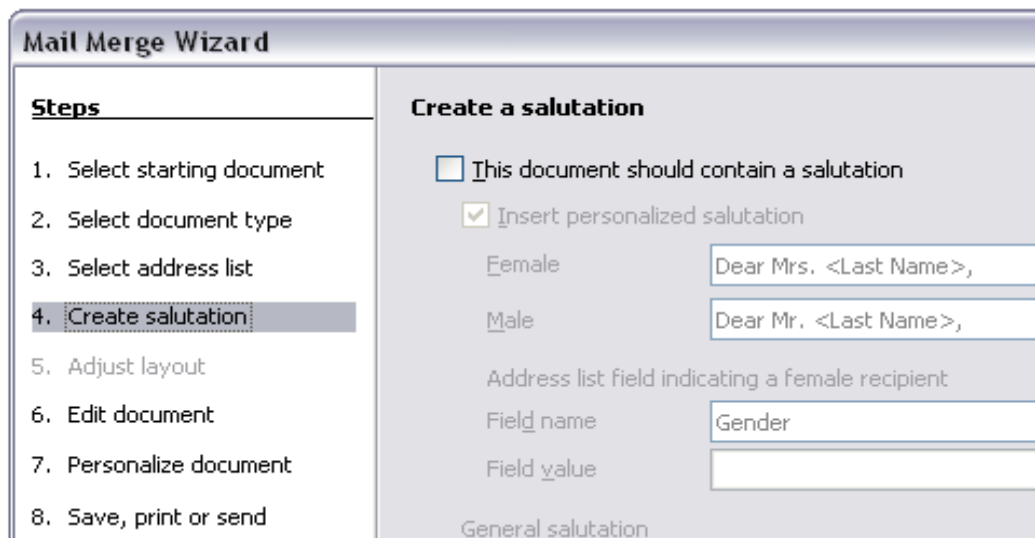 Mail Merge Wizard
Steps
1. Select starting document
2. Select document type
3. Select address list
4. Create salutation
5. Adjust layout
6. Edit document
7. Personalize document
8. Save, print or send
Create a salutation
This document should contain a salutation
Insert personalized salutation
Female Dear Mrs. <Last Name>,
Male Dear Mr. <Last Name>,
Address list field indicating a female recipient
Field name Gender
Field value
General salutation